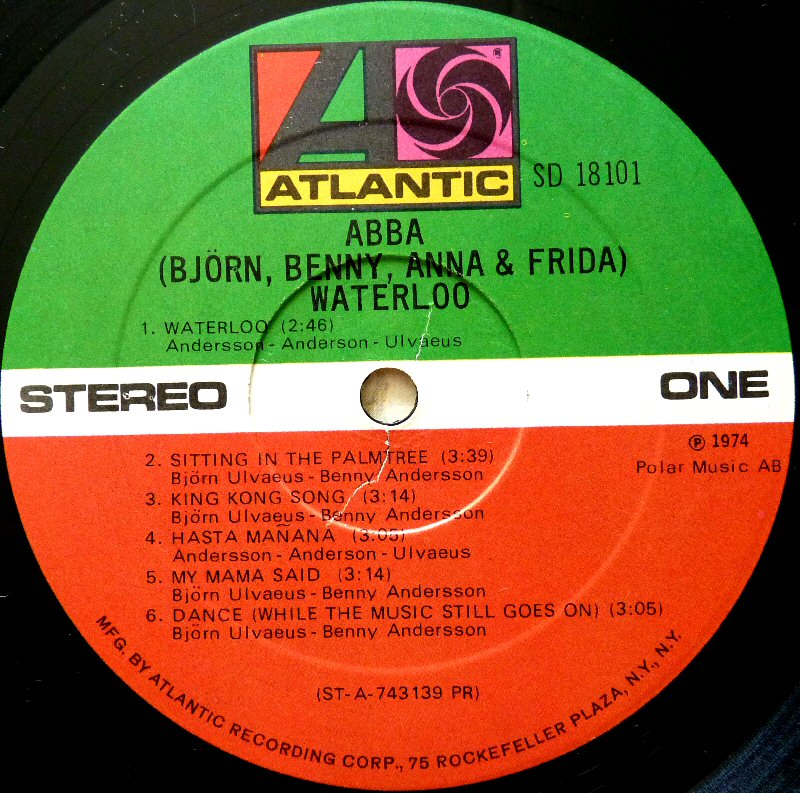 ATLANTIC
®
SD 18101
ABBA
(BJÖRN, BENNY, ANNA & FRIDA)
WATERLOO
1. WATERLOO (2:46)
Andersson - Anderson - Ulvaeus
STEREO
ONE
℗ 1974
Polar Music AB
2. SITTING IN THE PALMTREE (3:39)
Björn Ulvaeus - Benny Andersson
3. KING KONG SONG (3:14)
Björn Ulvaeus - Benny Andersson
4. HASTA MAÑANA (3:05)
Andersson - Anderson - Ulvaeus
5. MY MAMA SAID (3:14)
Björn Ulvaeus - Benny Andersson
6. DANCE (WHILE THE MUSIC STILL GOES ON) (3:05)
Björn Ulvaeus - Benny Andersson
(ST-A-743139 PR)
MFG. BY ATLANTIC RECORDING CORP., 75 ROCKEFELLER PLAZA, N.Y., N.Y.